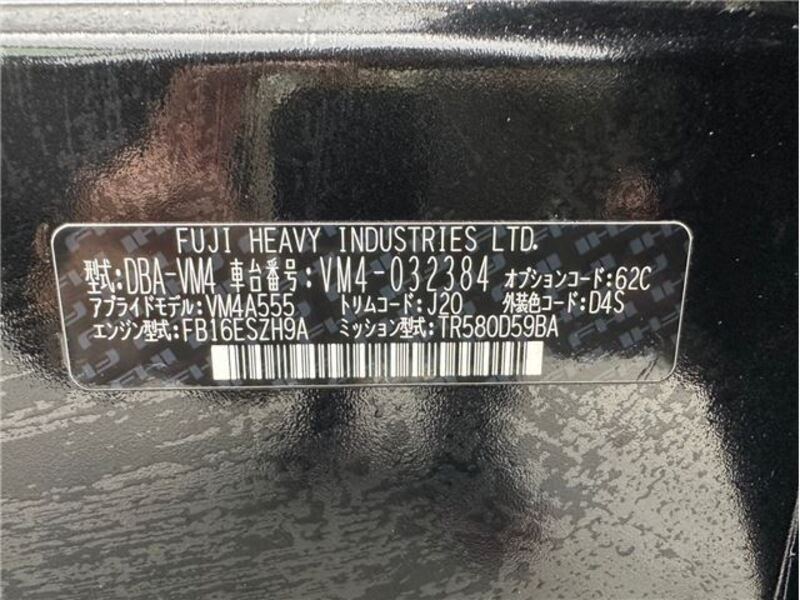 FUJI HEAVY INDUSTRIES LTD.
型式:DBA-VM4 車台番号:VM4-032384 オプションコード:62C
アプライドモデル:VM4A555 トリムコード:J20 外装色コード:D4S
エンジン型式:FB16ESZH9A ミッション型式:TR580D59BA